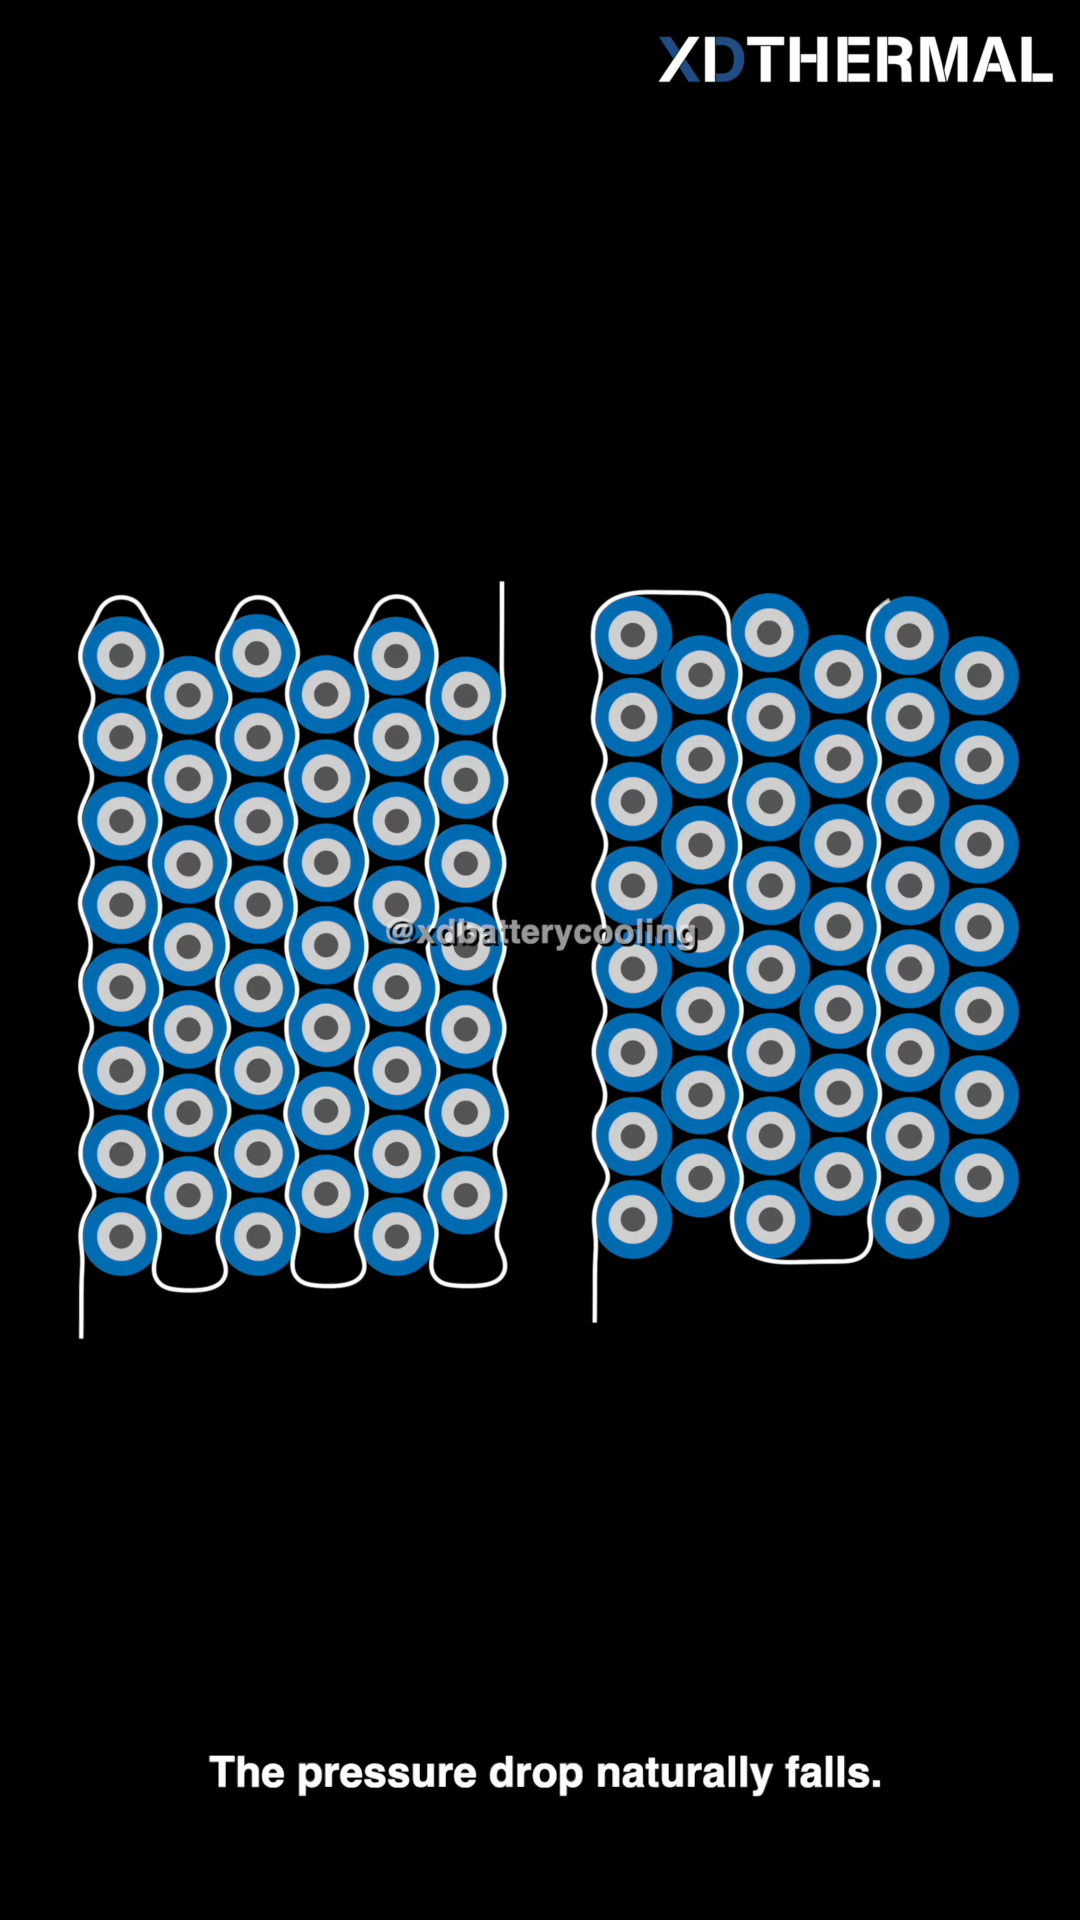 XDTHERMAL
@xdbatterycooling
The pressure drop naturally falls.